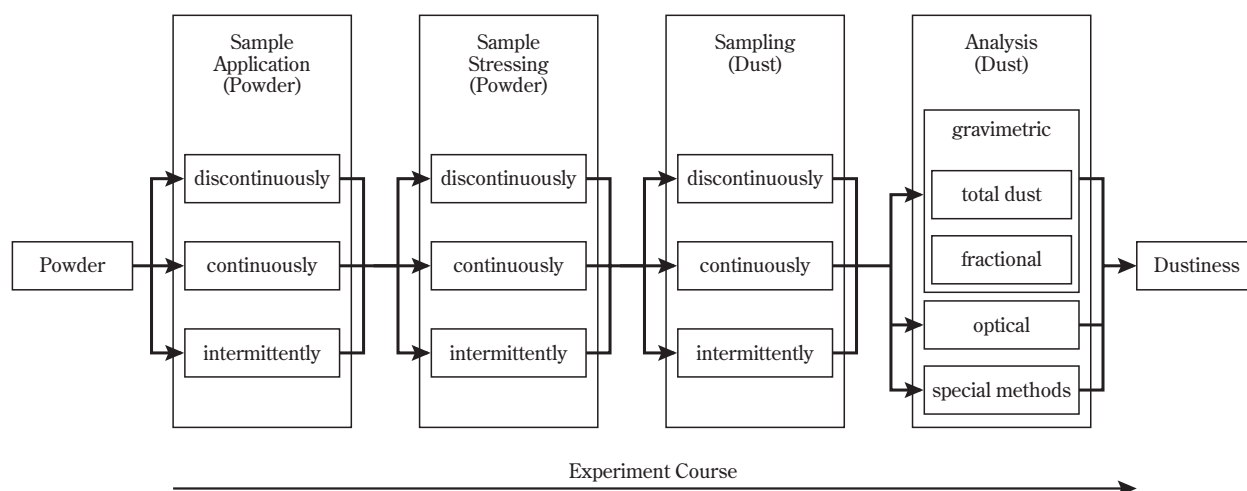 Sample
Application
(Powder)
Sample
Stressing
(Powder)
Sampling
(Dust)
Analysis
(Dust)
gravimetric
discontinuously
discontinuously
discontinuously
total dust
Powder
continuously
continuously
continuously
fractional
Dustiness
optical
intermittently
intermittently
intermittently
special methods
Experiment Course